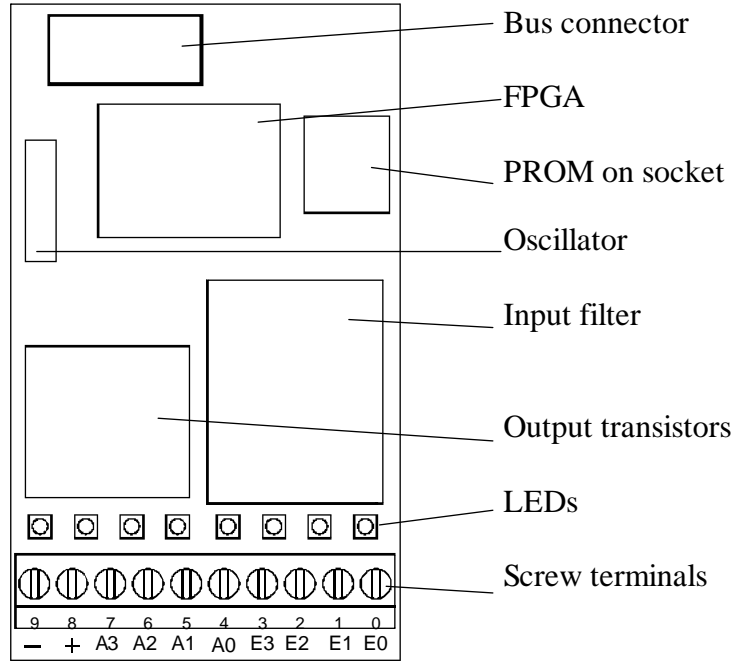 Bus connector
FPGA
PROM on socket
Oscillator
Input filter
Output transistors
LEDs
Screw terminals
9 8 7 6 5 4 3 2 1 0
– + A3 A2 A1 A0 E3 E2 E1 E0